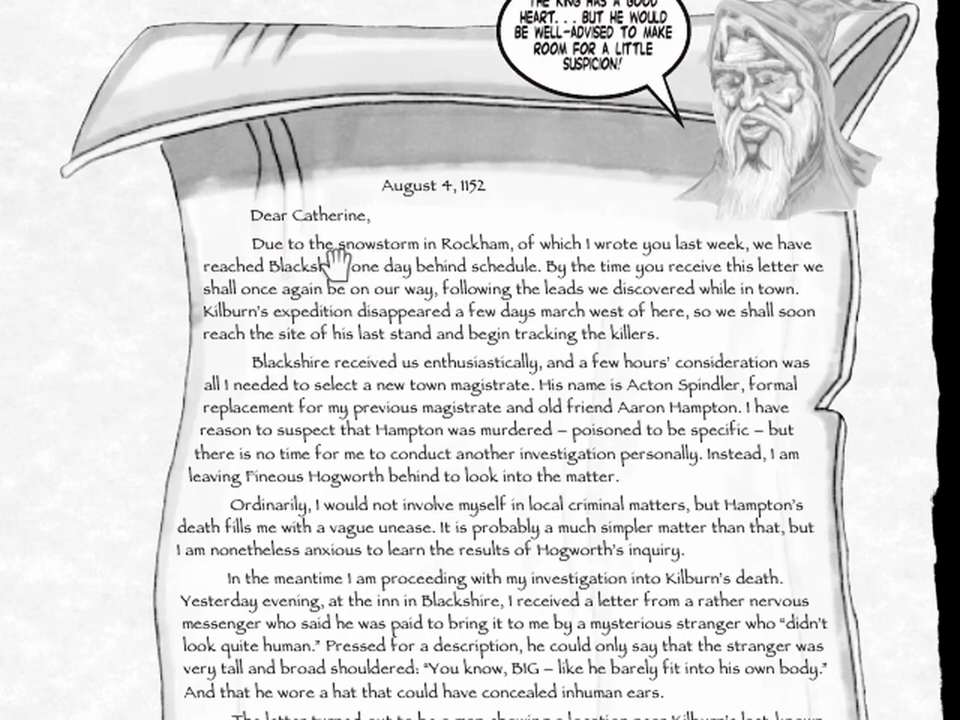 THE KING HAS A GOOD
HEART. . . BUT HE WOULD
BE WELL-ADVISED TO MAKE
ROOM FOR A LITTLE
SUSPICION!
August 4, 1152
Dear Catherine,
Due to the snowstorm in Rockham, of which I wrote you last week, we have
reached one day behind schedule. By the time you receive this letter we
shall once again be on our way, following the leads we discovered while in town.
Kilburn's expedition disappeared a few days march west of here, so we shall soon
reach the site of his last stand and begin tracking the killers.
Blackshire received us enthusiastically, and a few hours' consideration was
all I needed to select a new town magistrate. His name is Acton Spindler, formal
replacement for my previous magistrate and old friend Aaron Hampton. I have
reason to suspect that Hampton was murdered – poisoned to be specific – but
there is no time for me to conduct another investigation personally. Instead, I am
leaving Fineous Hogworth behind to look into the matter.
Ordinarily, I would not involve myself in local criminal matters, but Hampton's
death fills me with a vague unease. It is probably a much simpler matter than that, but
I am nonetheless anxious to learn the results of Hogworth's inquiry.
In the meantime I am proceeding with my investigation into Kilburn's death.
Yesterday evening, at the inn in Blackshire, I received a letter from a rather nervous
messenger who said he was paid to bring it to me by a mysterious stranger who "didn't
look quite human." Pressed for a description, he could only say that the stranger was
very tall and broad shouldered: "You know, BIG – like he barely fit into his own body."
And that he wore a hat that could have concealed inhuman ears.
The letter turned out to be a map showing a location near Kilburn's last known